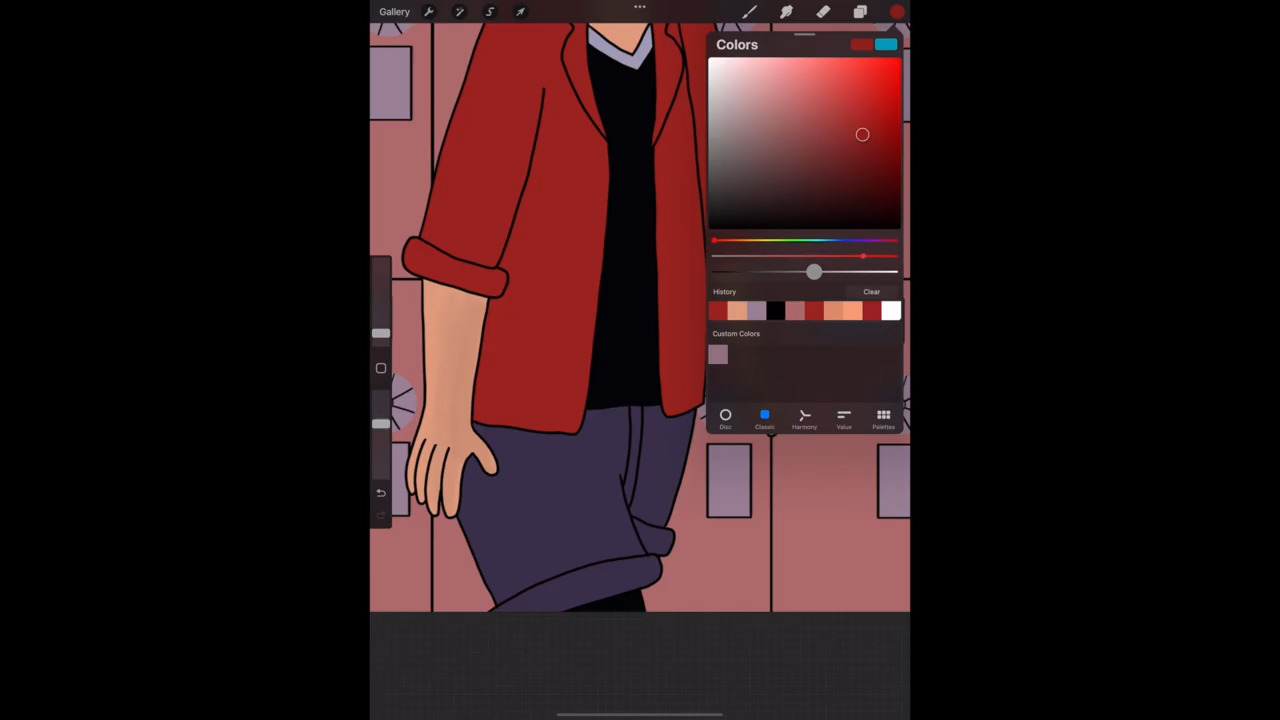 Gallery
Colors
History Clear
Custom Colors
Disc Classic Harmony Value Palettes